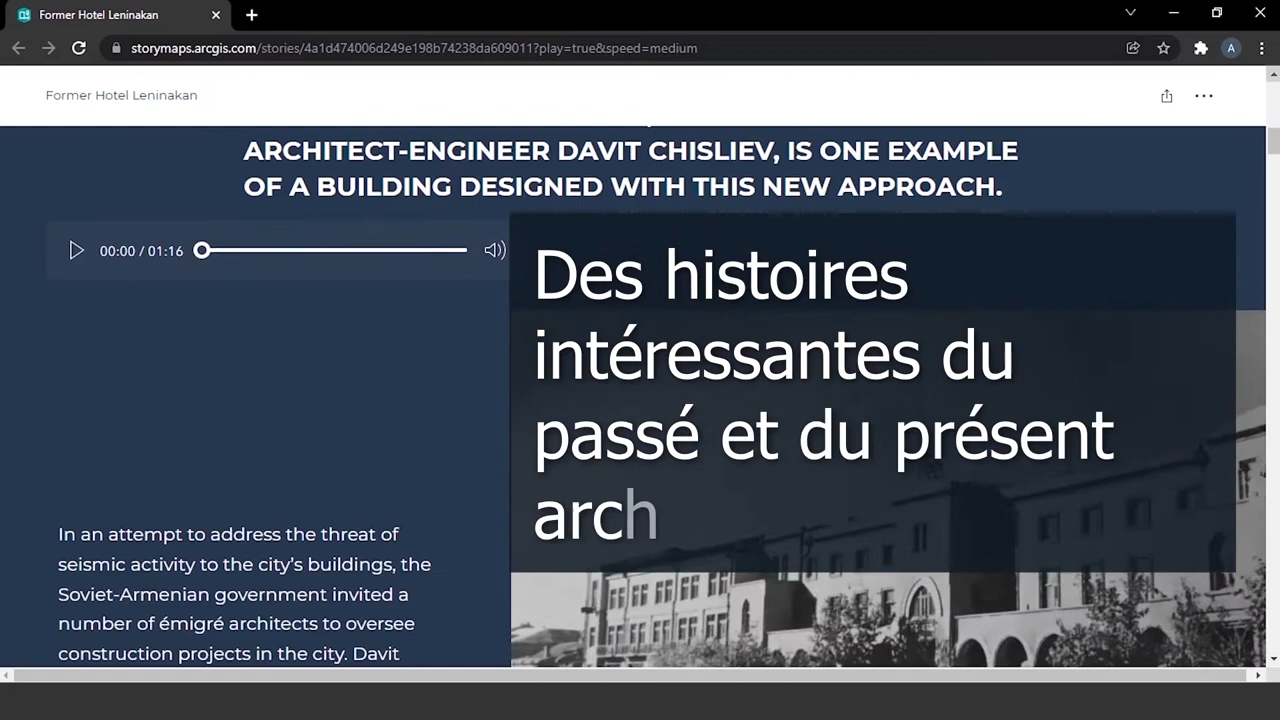 Former Hotel Leninakan
storymaps.arcgis.com/stories/4a1d474006d249e198b74238da609011?play=true&speed=medium
A
Former Hotel Leninakan
ARCHITECT-ENGINEER DAVIT CHISLIEV, IS ONE EXAMPLE
OF A BUILDING DESIGNED WITH THIS NEW APPROACH.
00:00 / 01:16
Des histoires
intéressantes du
passé et du présent
arch
In an attempt to address the threat of
seismic activity to the city's buildings, the
Soviet-Armenian government invited a
number of émigré architects to oversee
construction projects in the city. Davit